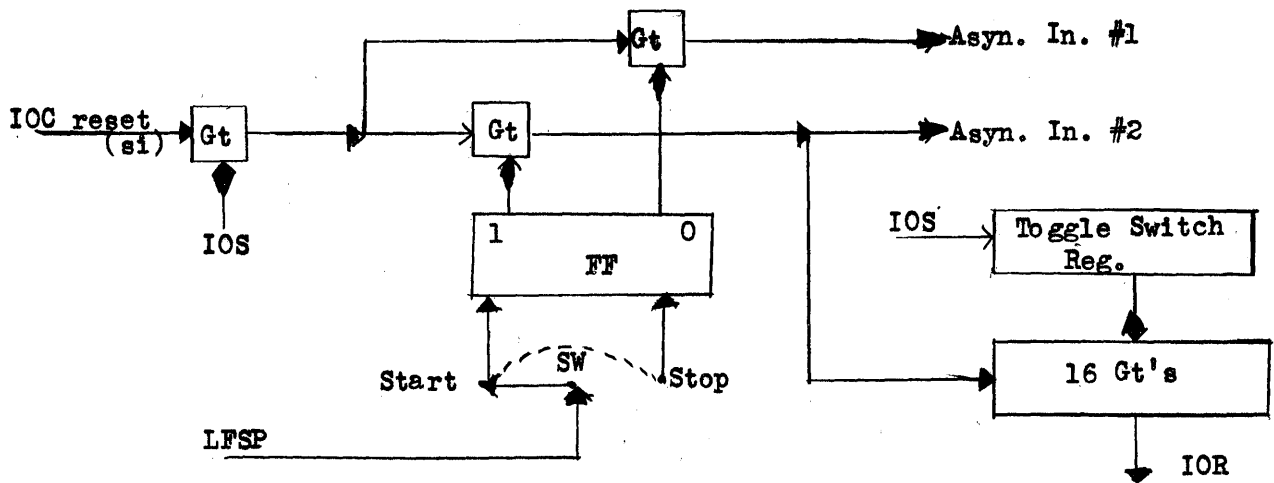 Gt
Asyn. In. #1
IOC reset
(si)
Gt
Gt
Asyn. In. #2
IOS
1 0
FF
IOS
Toggle Switch
Reg.
SW
Start
Stop
16 Gt's
LFSP
IOR